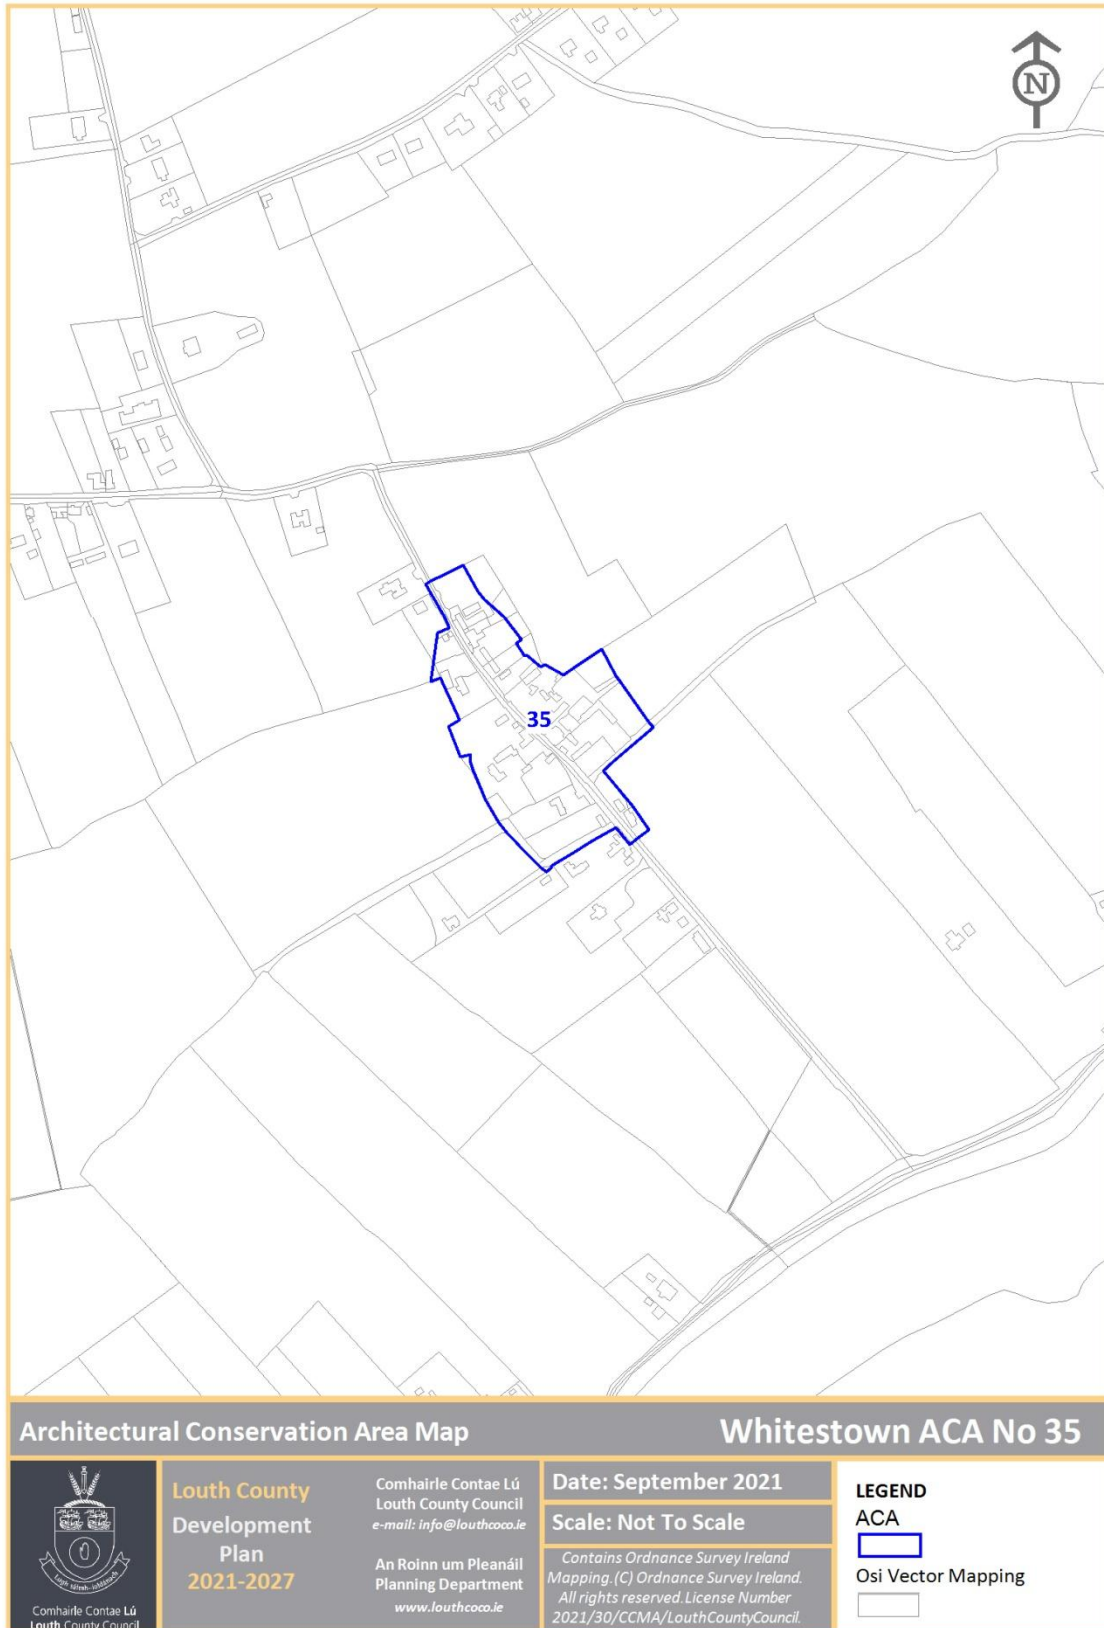 N
35
Architectural Conservation Area Map
Whitestown ACA No 35
Comhairle Contae Lú
Louth County Council
Louth County
Development
Plan
2021-2027
Comhairle Contae Lú
Louth County Council
e-mail: info@louthcoco.ie
An Roinn um Pleanáil
Planning Department
www.louthcoco.ie
Date: September 2021
Scale: Not To Scale
Contains Ordnance Survey Ireland
Mapping.(C) Ordnance Survey Ireland.
All rights reserved.License Number
2021/30/CCMA/LouthCountyCouncil.
LEGEND
ACA
Osi Vector Mapping